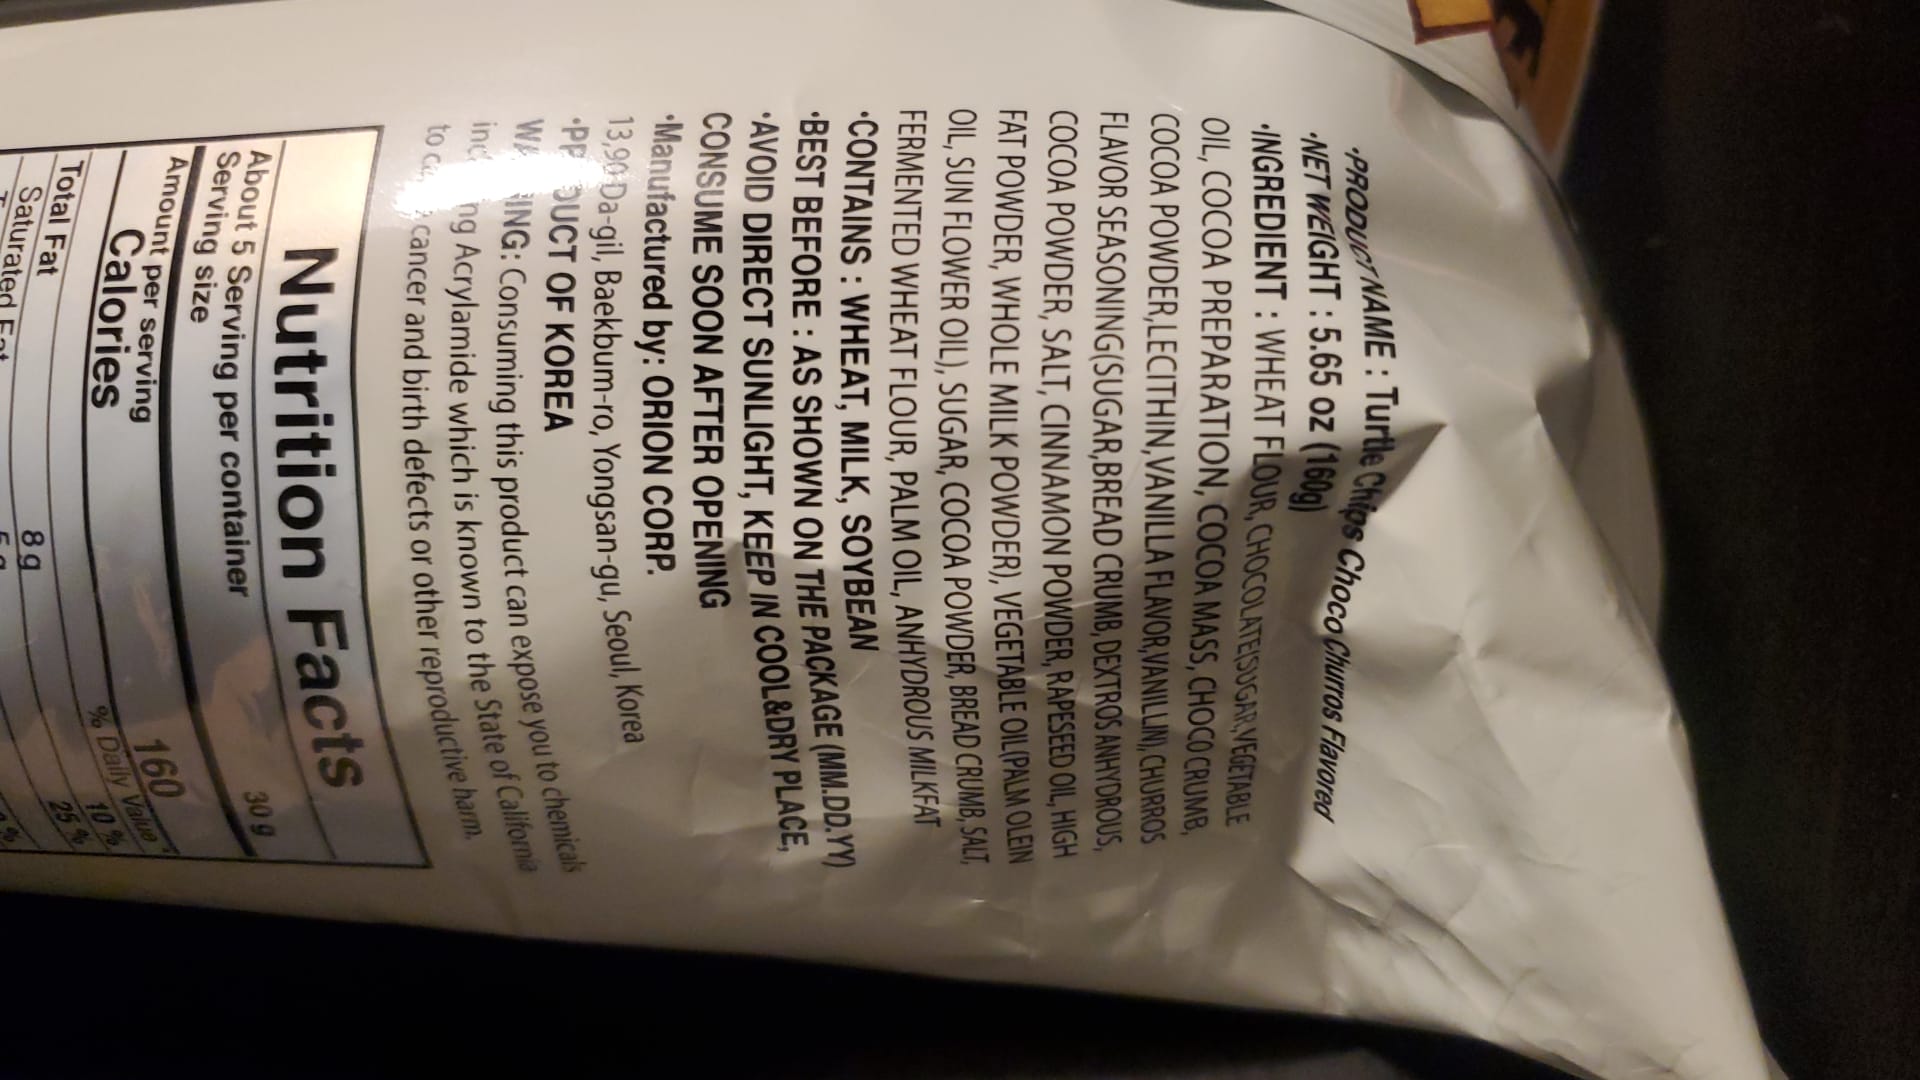 •PRODUCT NAME : Turtle Chips Choco Churros Flavored
•NET WEIGHT : 5.65 oz (160g)
•INGREDIENT : WHEAT FLOUR, CHOCOLATE(SUGAR,VEGETABLE
OIL, COCOA PREPARATION, COCOA MASS, CHOCO CRUMB,
COCOA POWDER,LECITHIN,VANILLA FLAVOR,VANILLIN), CHURROS
FLAVOR SEASONING(SUGAR,BREAD CRUMB, DEXTROS ANHYDROUS,
COCOA POWDER, SALT, CINNAMON POWDER, RAPESEED OIL, HIGH
FAT POWDER, WHOLE MILK POWDER), VEGETABLE OIL(PALM OLEIN
OIL, SUN FLOWER OIL), SUGAR, COCOA POWDER, BREAD CRUMB, SALT,
FERMENTED WHEAT FLOUR, PALM OIL, ANHYDROUS MILKFAT
•CONTAINS : WHEAT, MILK, SOYBEAN
•BEST BEFORE : AS SHOWN ON THE PACKAGE (MM.DD.YY)
•AVOID DIRECT SUNLIGHT, KEEP IN COOL&DRY PLACE,
CONSUME SOON AFTER OPENING
•Manufactured by: ORION CORP.
13,90 Da-gil, Baekbum-ro, Yongsan-gu, Seoul, Korea
•PRODUCT OF KOREA
WARNING: Consuming this product can expose you to chemicals
including Acrylamide which is known to the State of California
to cause cancer and birth defects or other reproductive harm.
Nutrition Facts
About 5 Serving per container
Serving size 30 g
Amount per serving
Calories 160
% Daily Value *
Total Fat 8 g 10 %
Saturated Fat 5 g 25 %